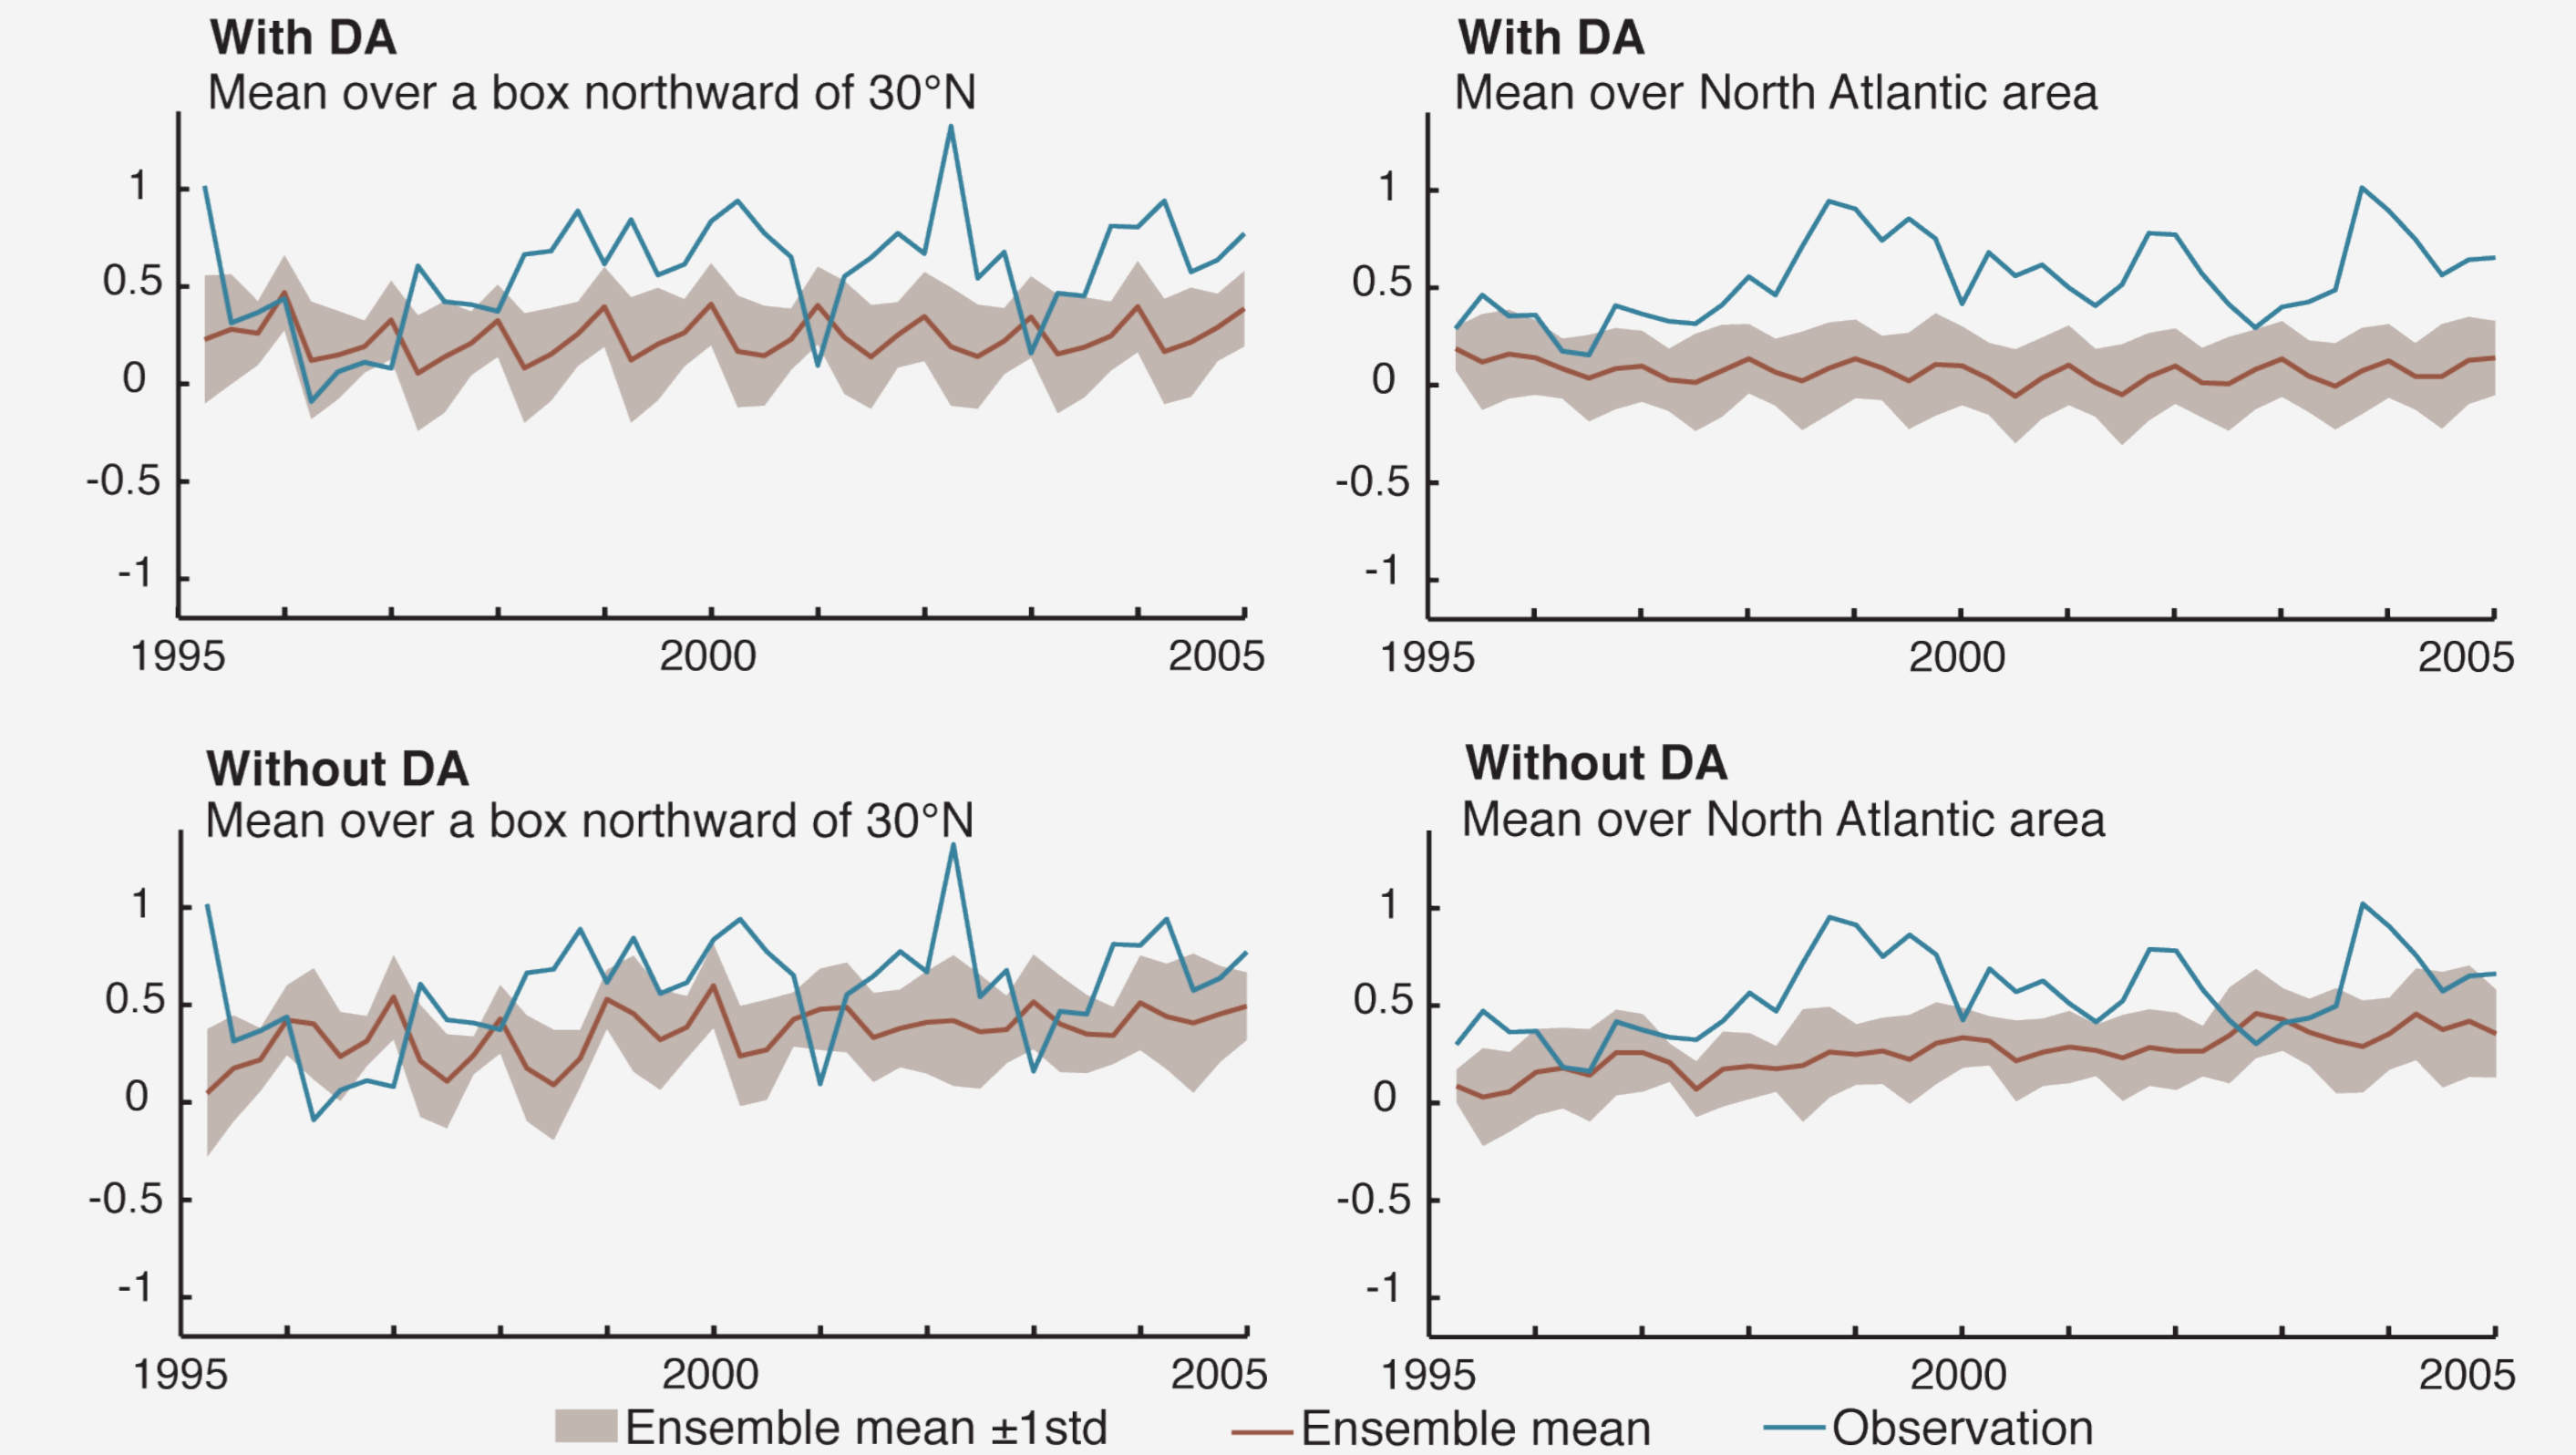 With DA
Mean over a box northward of 30°N
1
0.5
0
-0.5
-1
1995 2000 2005
With DA
Mean over North Atlantic area
1
0.5
0
-0.5
-1
1995 2000 2005
Without DA
Mean over a box northward of 30°N
1
0.5
0
-0.5
-1
1995 2000 2005
Without DA
Mean over North Atlantic area
1
0.5
0
-0.5
-1
1995 2000 2005
Ensemble mean ±1std Ensemble mean Observation